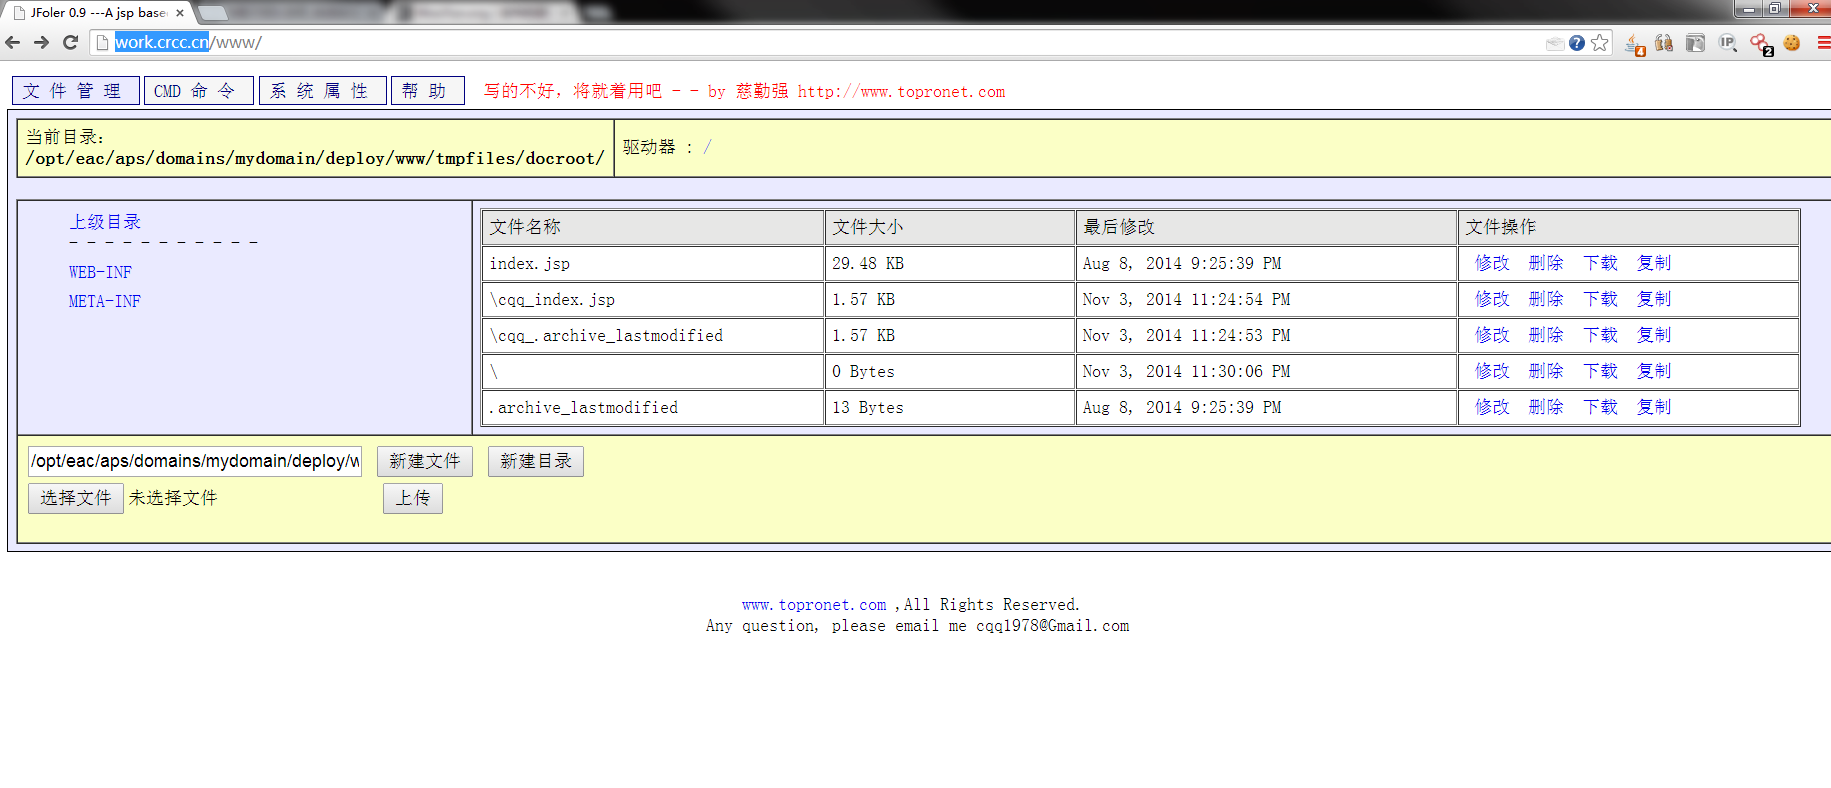 JFoler 0.9 ---A jsp base
work.crcc.cn/www/
文 件 管 理 CMD 命 令 系 统 属 性 帮 助 写的不好，将就着用吧 - - by 慈勤强 http://www.topronet.com
当前目录:
/opt/eac/aps/domains/mydomain/deploy/www/tmpfiles/docroot/ 驱动器 : /
上级目录
- - - - - - - - - - -
WEB-INF
META-INF
文件名称 文件大小 最后修改 文件操作
index.jsp 29.48 KB Aug 8, 2014 9:25:39 PM 修改 删除 下载 复制
\cqq_index.jsp 1.57 KB Nov 3, 2014 11:24:54 PM 修改 删除 下载 复制
\cqq_.archive_lastmodified 1.57 KB Nov 3, 2014 11:24:53 PM 修改 删除 下载 复制
\ 0 Bytes Nov 3, 2014 11:30:06 PM 修改 删除 下载 复制
.archive_lastmodified 13 Bytes Aug 8, 2014 9:25:39 PM 修改 删除 下载 复制
/opt/eac/aps/domains/mydomain/deploy/w 新建文件 新建目录
选择文件 未选择文件 上传
www.topronet.com ,All Rights Reserved.
Any question, please email me cqq1978@Gmail.com